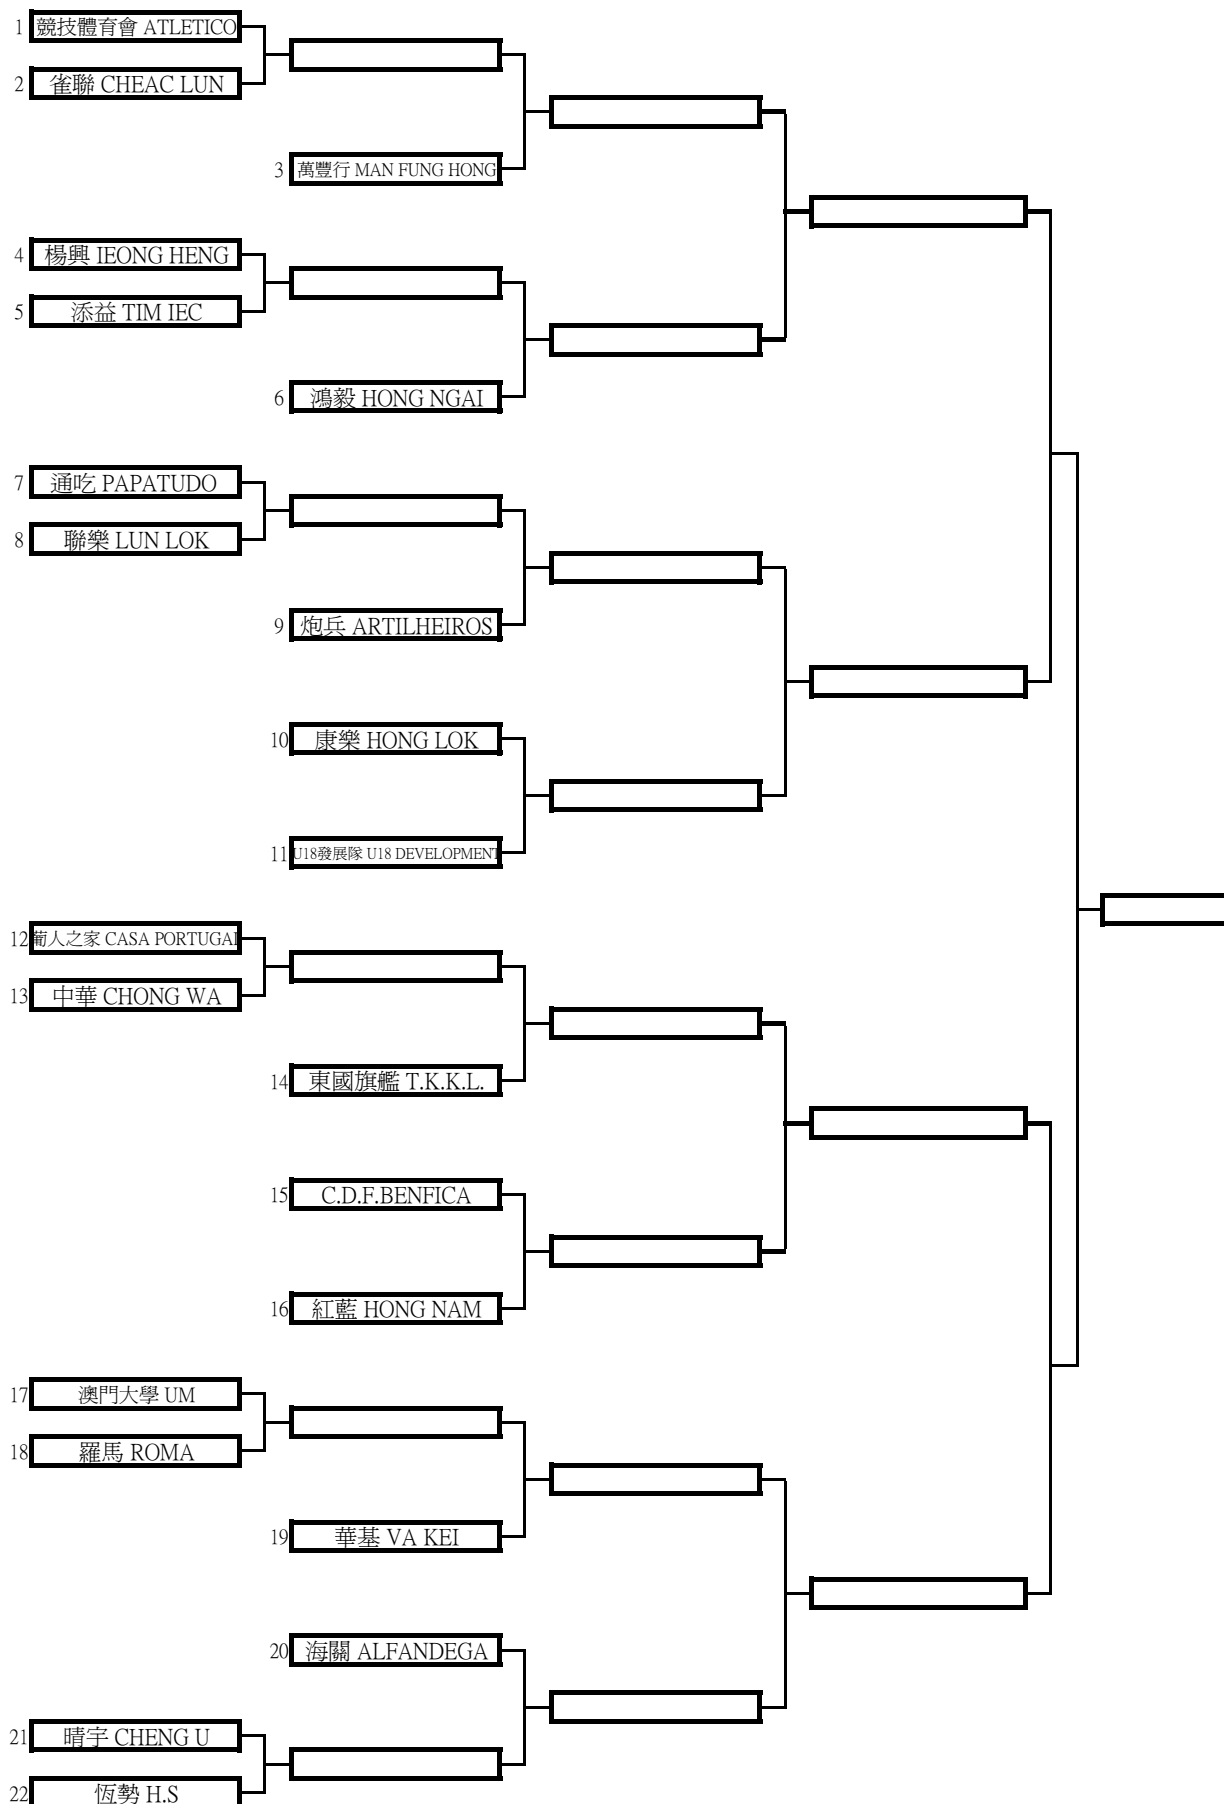 1 競技體育會 ATLETICO
2 雀聯 CHEAC LUN
3 萬豐行 MAN FUNG HONG
4 楊興 IEONG HENG
5 添益 TIM IEC
6 鴻毅 HONG NGAI
7 通吃 PAPATUDO
8 聯樂 LUN LOK
9 炮兵 ARTILHEIROS
10 康樂 HONG LOK
11 U18發展隊 U18 DEVELOPMENT
12 葡人之家 CASA PORTUGAL
13 中華 CHONG WA
14 東國旗艦 T.K.K.L.
15 C.D.F.BENFICA
16 紅藍 HONG NAM
17 澳門大學 UM
18 羅馬 ROMA
19 華基 VA KEI
20 海關 ALFANDEGA
21 晴宇 CHENG U
22 恆勢 H.S